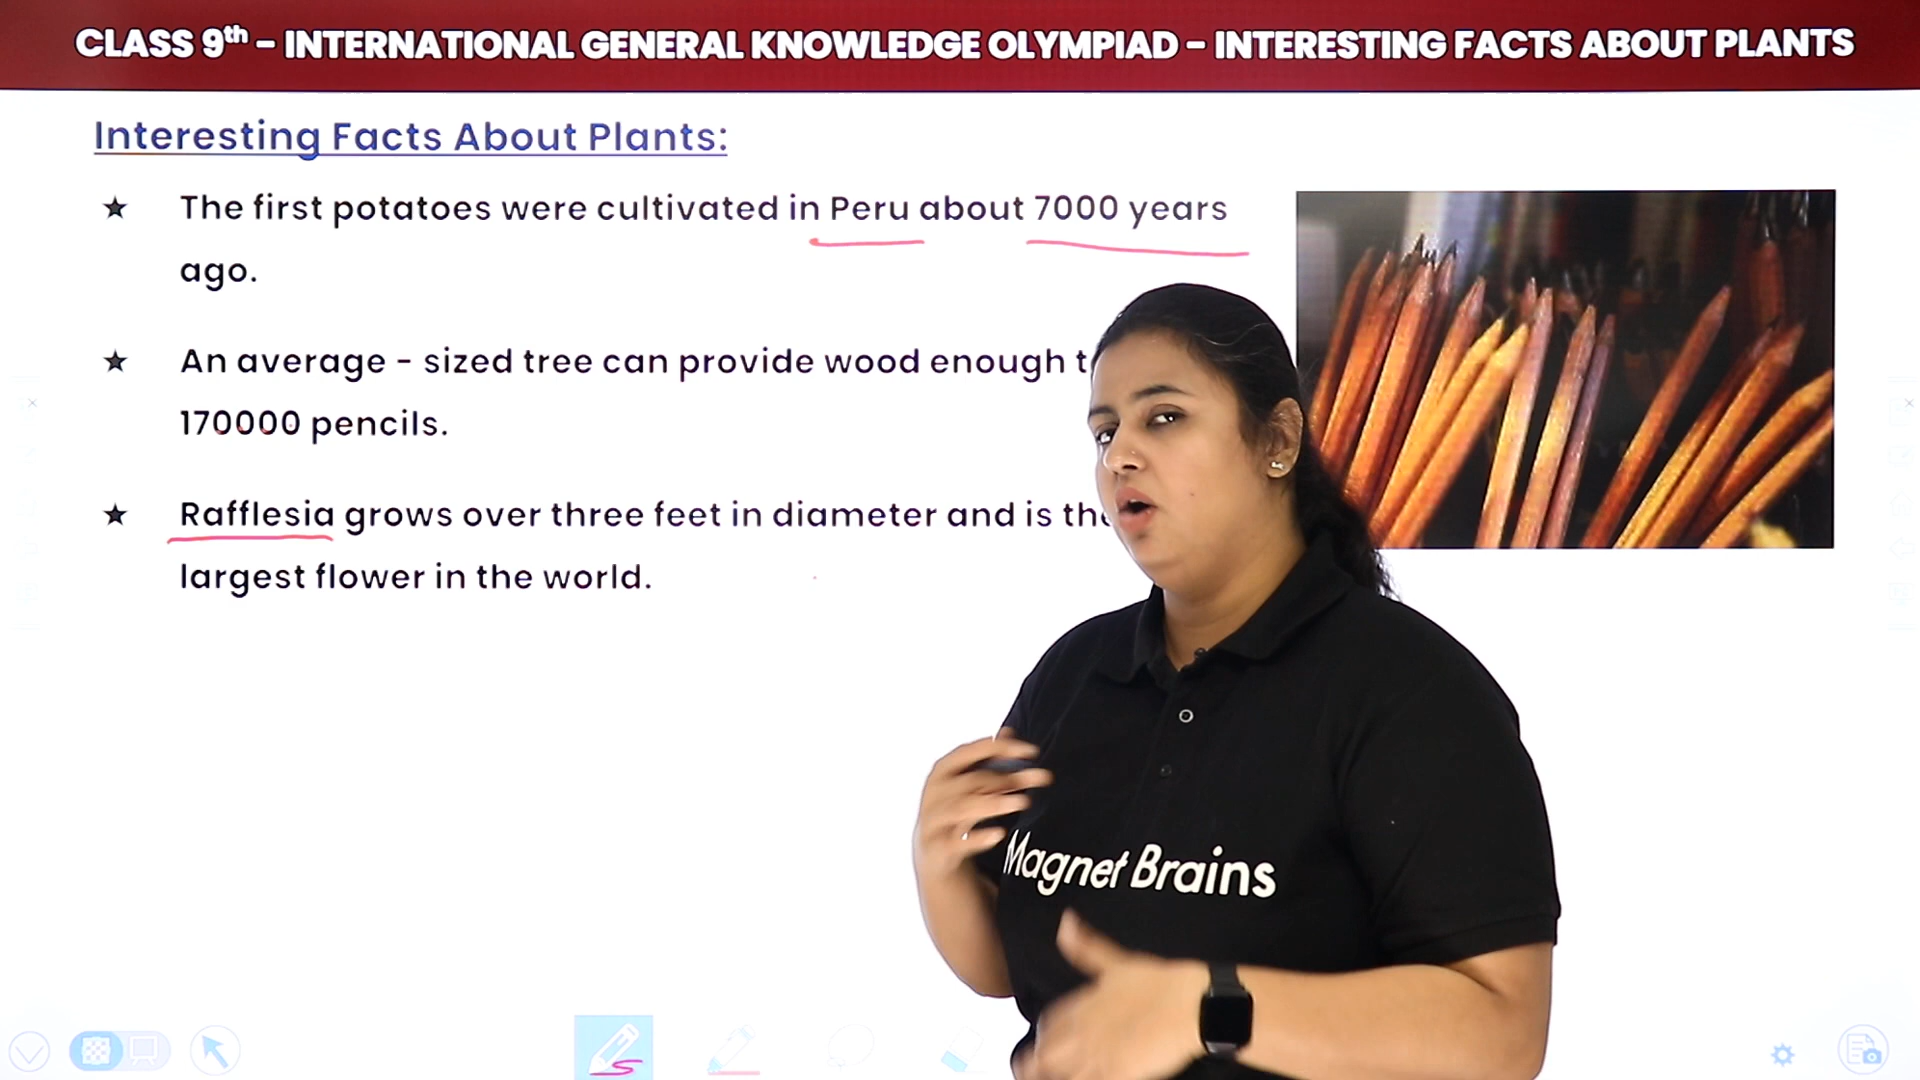 CLASS 9th - INTERNATIONAL GENERAL KNOWLEDGE OLYMPIAD - INTERESTING FACTS ABOUT PLANTS
Interesting Facts About Plants:
★ The first potatoes were cultivated in Peru about 7000 years
ago.
★ An average - sized tree can provide wood enough
170000 pencils.
★ Rafflesia grows over three feet in diameter and is the
largest flower in the world.
Magnet Brains